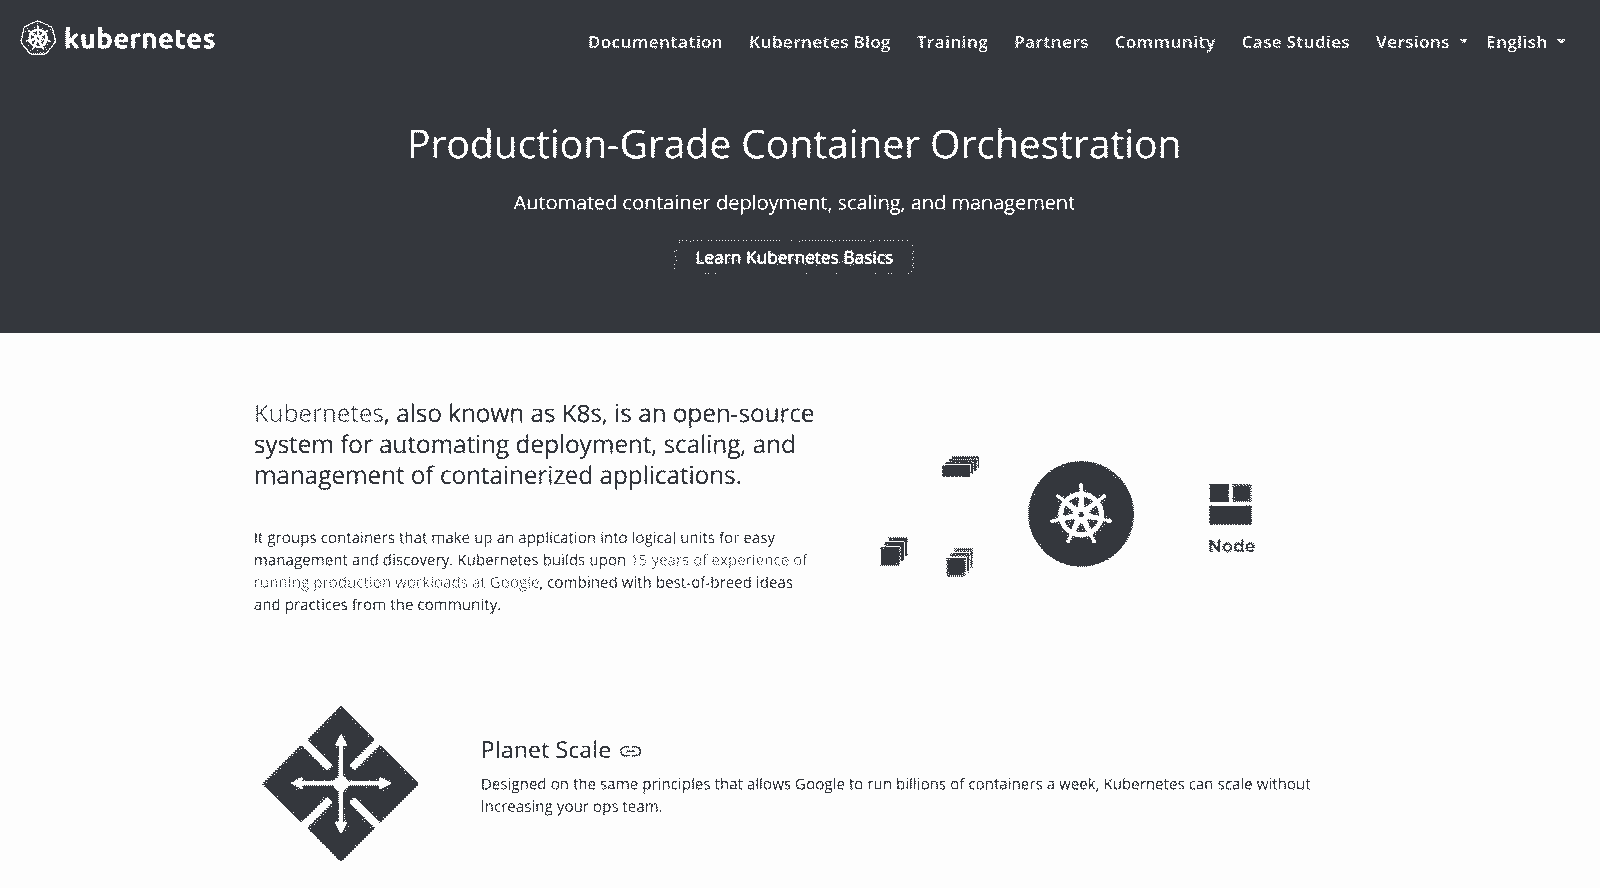 kubernetes
Documentation Kubernetes Blog Training Partners Community Case Studies Versions English
Production-Grade Container Orchestration
Automated container deployment, scaling, and management
Learn Kubernetes Basics
Kubernetes, also known as K8s, is an open-source
system for automating deployment, scaling, and
management of containerized applications.
It groups containers that make up an application into logical units for easy
management and discovery. Kubernetes builds upon 15 years of experience of
running production workloads at Google, combined with best-of-breed ideas
and practices from the community.
Node
Planet Scale
Designed on the same principles that allows Google to run billions of containers a week, Kubernetes can scale without
increasing your ops team.